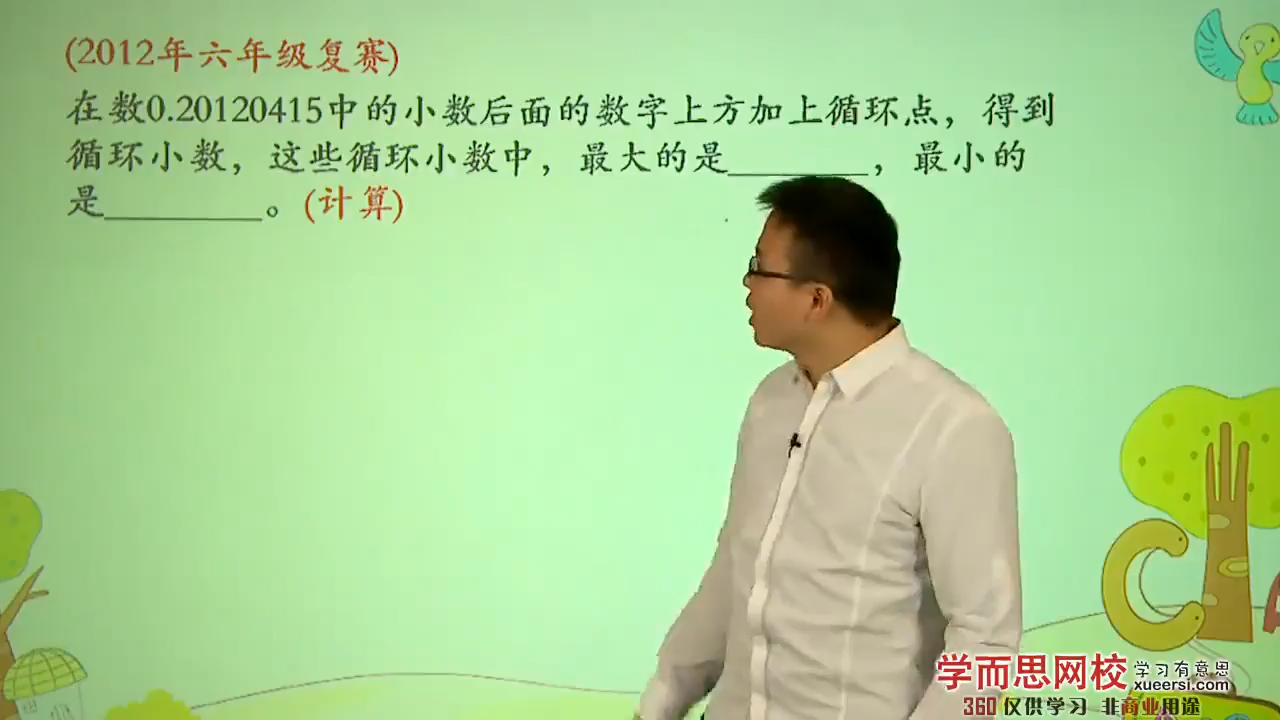 (2012年六年级复赛)
在数0.20120415中的小数后面的数字上方加上循环点，得到
循环小数，这些循环小数中，最大的是_______，最小的
是________。(计算)
C
学而思网校 学习有意思
xueersi.com
360 仅供学习 非商业用途